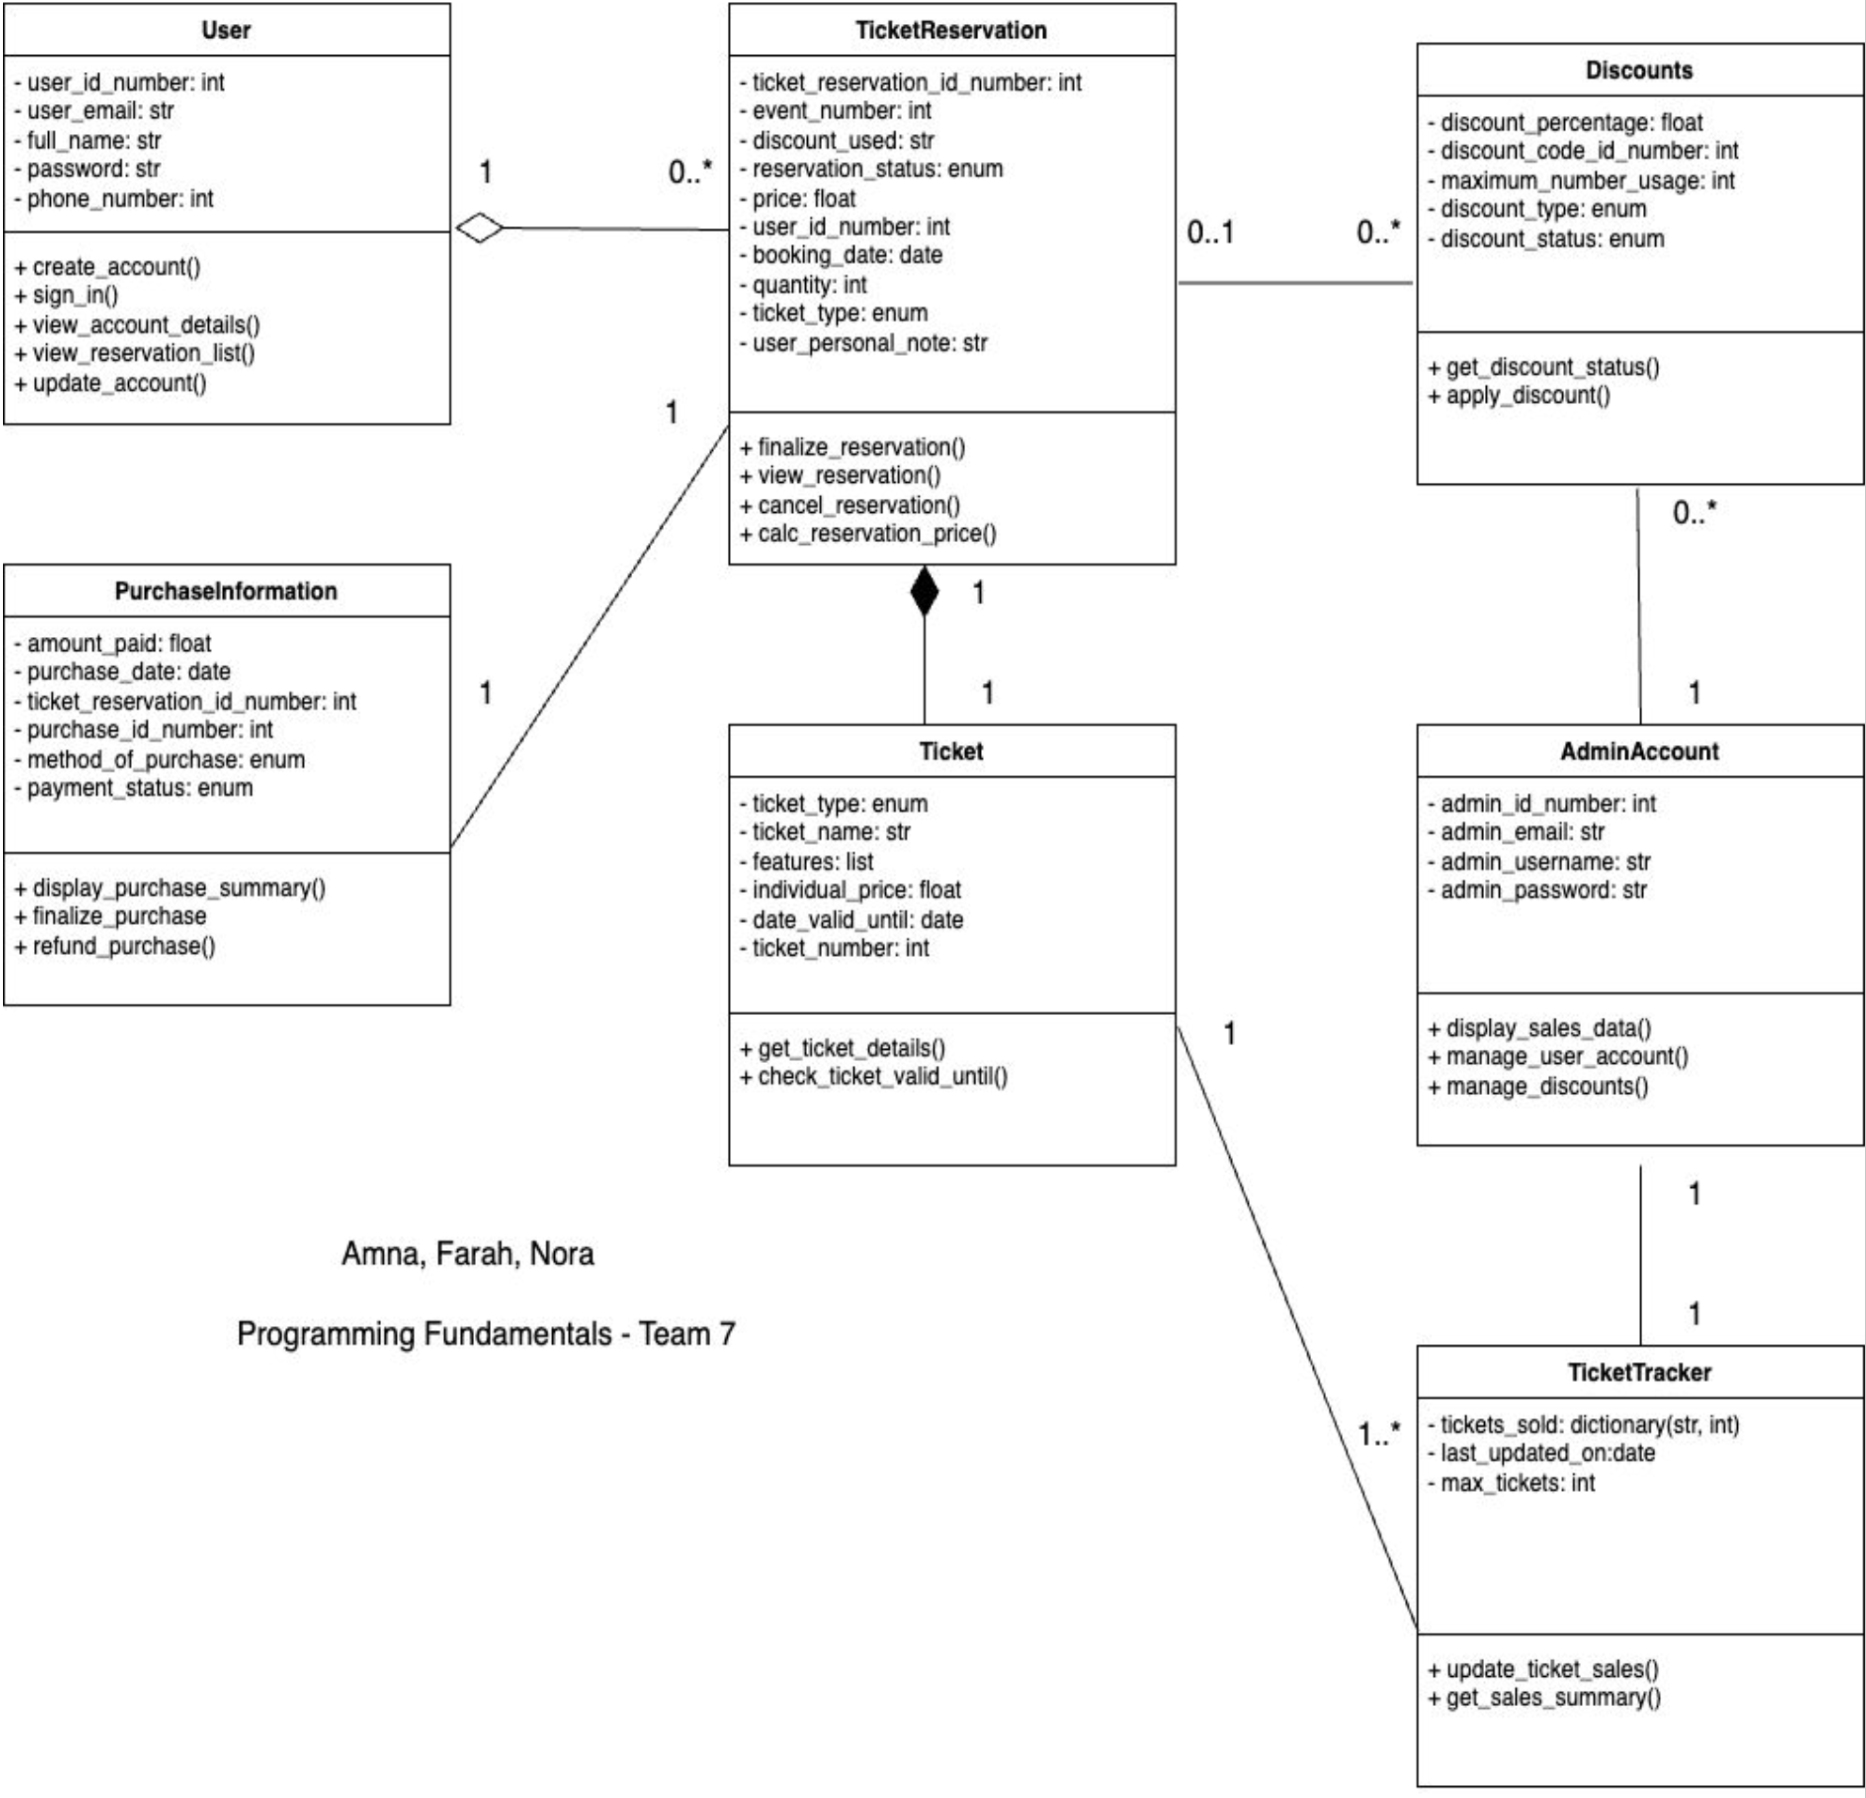 User
- user_id_number: int
- user_email: str
- full_name: str
- password: str
- phone_number: int
+ create_account()
+ sign_in()
+ view_account_details()
+ view_reservation_list()
+ update_account()
1
0..*
TicketReservation
- ticket_reservation_id_number: int
- event_number: int
- discount_used: str
- reservation_status: enum
- price: float
- user_id_number: int
- booking_date: date
- quantity: int
- ticket_type: enum
- user_personal_note: str
+ finalize_reservation()
+ view_reservation()
+ cancel_reservation()
+ calc_reservation_price()
0..1
0..*
Discounts
- discount_percentage: float
- discount_code_id_number: int
- maximum_number_usage: int
- discount_type: enum
- discount_status: enum
+ get_discount_status()
+ apply_discount()
1
1
PurchaseInformation
- amount_paid: float
- purchase_date: date
- ticket_reservation_id_number: int
- purchase_id_number: int
- method_of_purchase: enum
- payment_status: enum
+ display_purchase_summary()
+ finalize_purchase
+ refund_purchase()
1
1
Ticket
- ticket_type: enum
- ticket_name: str
- features: list
- individual_price: float
- date_valid_until: date
- ticket_number: int
+ get_ticket_details()
+ check_ticket_valid_until()
0..*
1
AdminAccount
- admin_id_number: int
- admin_email: str
- admin_username: str
- admin_password: str
+ display_sales_data()
+ manage_user_account()
+ manage_discounts()
1
1..*
1
1
TicketTracker
- tickets_sold: dictionary(str, int)
- last_updated_on:date
- max_tickets: int
+ update_ticket_sales()
+ get_sales_summary()
Amna, Farah, Nora
Programming Fundamentals - Team 7